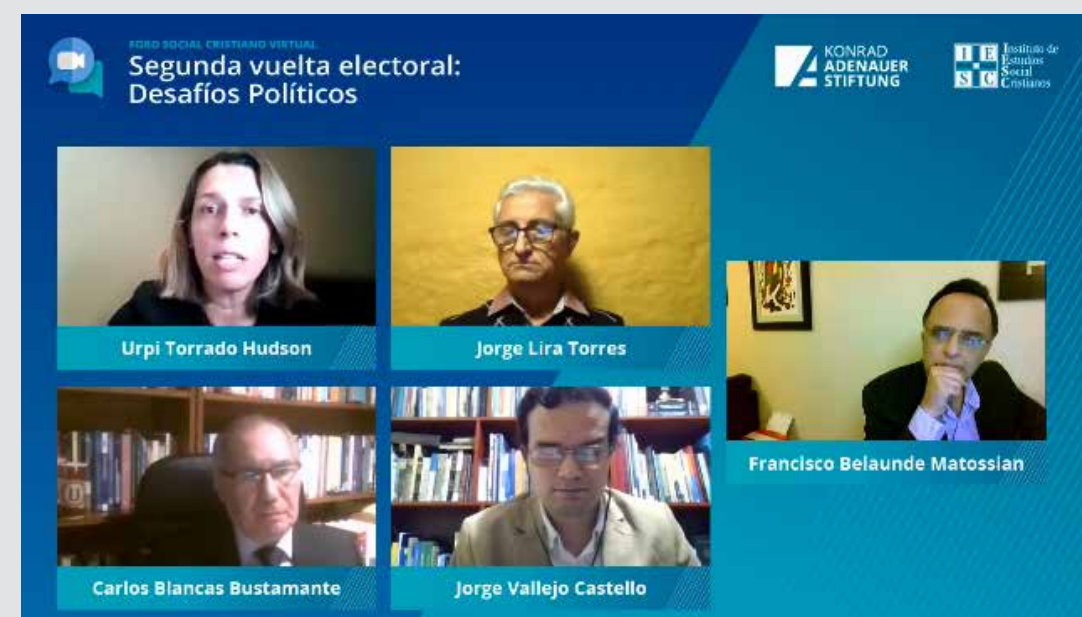 FORO SOCIAL CRISTIANO VIRTUAL
Segunda vuelta electoral:
Desafíos Políticos
KONRAD
ADENAUER
STIFTUNG
I E
S C
Instituto de
Estudios
Social
Cristianos
Urpi Torrado Hudson
Jorge Lira Torres
Francisco Belaunde Matossian
Carlos Blancas Bustamante
Jorge Vallejo Castello